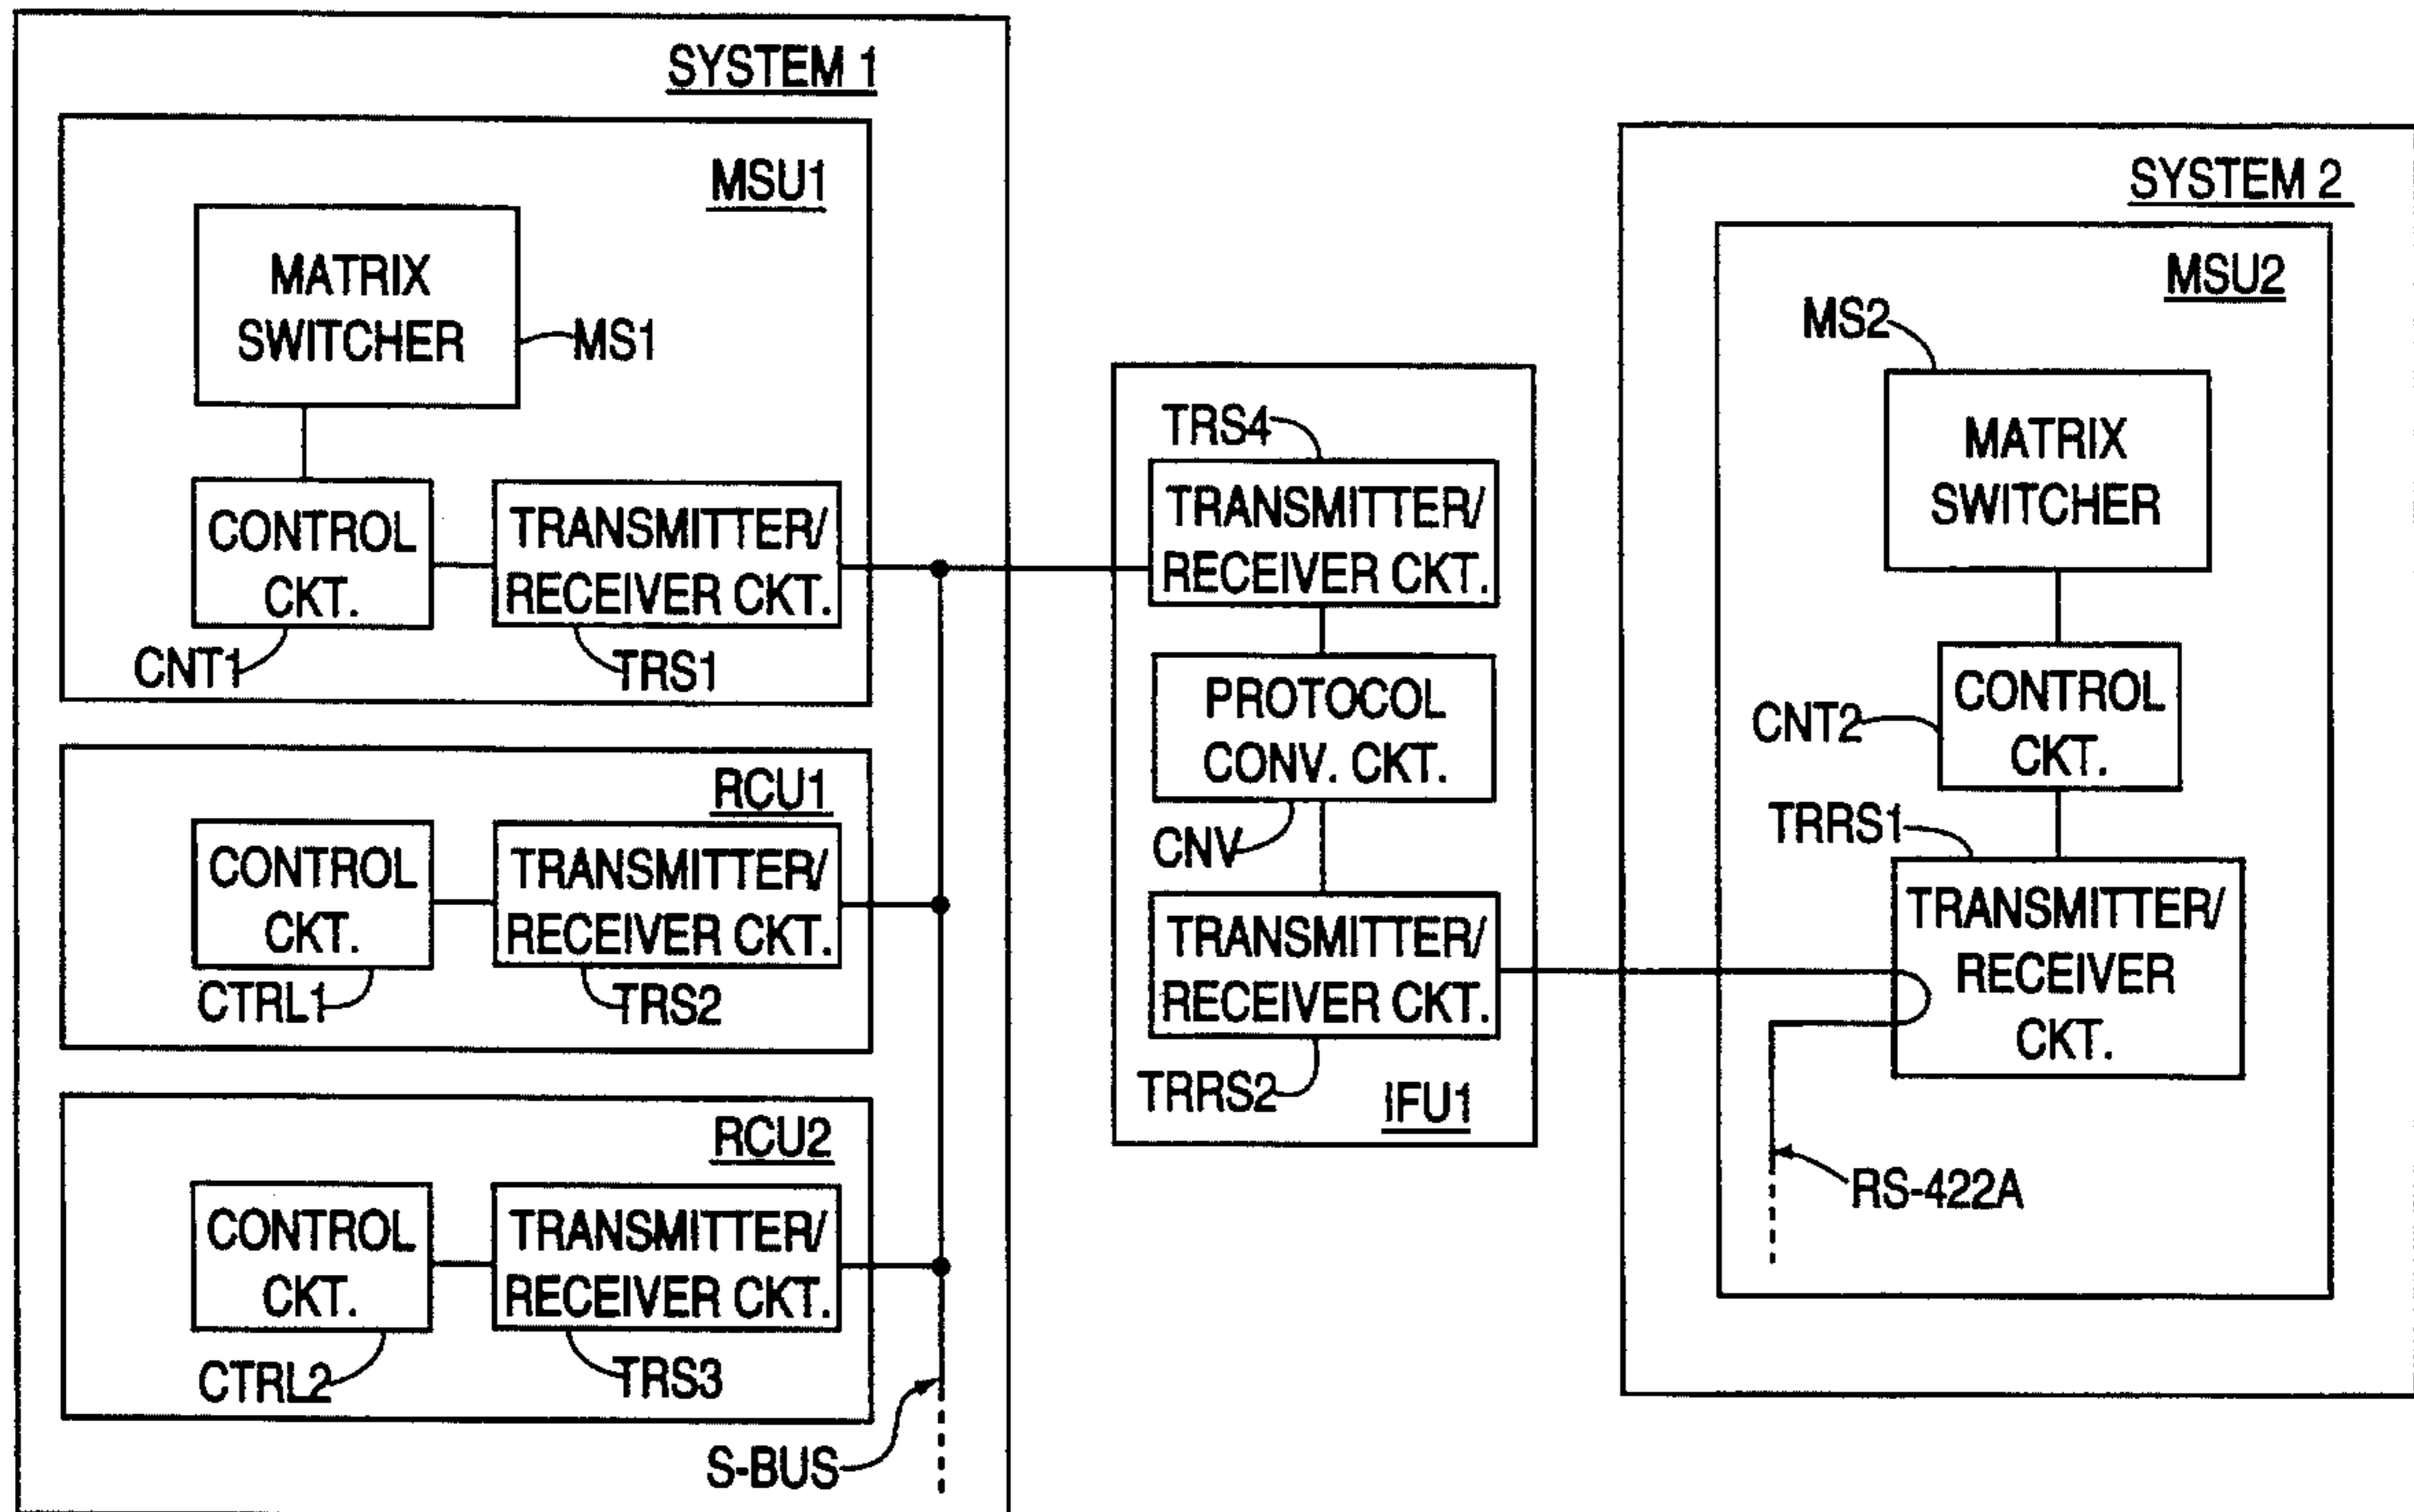 SYSTEM 1
MSU1
MATRIX
SWITCHER
MS1
CONTROL
CKT.
TRANSMITTER/
RECEIVER CKT.
CNT1
TRS1
RCU1
CONTROL
CKT.
TRANSMITTER/
RECEIVER CKT.
CTRL1
TRS2
RCU2
CONTROL
CKT.
TRANSMITTER/
RECEIVER CKT.
CTRL2
TRS3
S-BUS
TRS4
TRANSMITTER/
RECEIVER CKT.
PROTOCOL
CONV. CKT.
CNV
TRANSMITTER/
RECEIVER CKT.
TRRS2
IFU1
SYSTEM 2
MSU2
MS2
MATRIX
SWITCHER
CNT2
CONTROL
CKT.
TRRS1
TRANSMITTER/
RECEIVER
CKT.
RS-422A